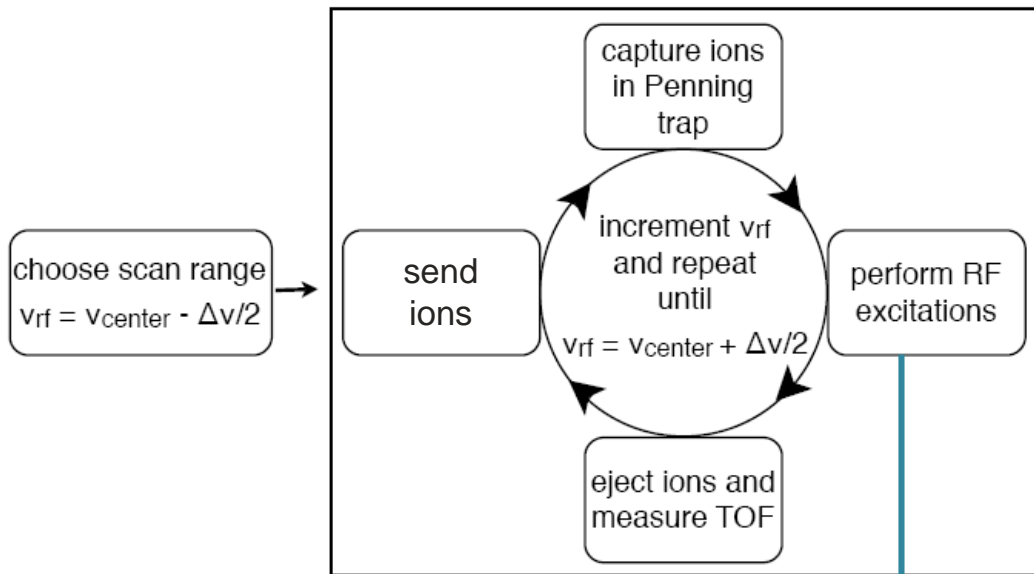 choose scan range
νrf = νcenter - Δν/2
send
ions
capture ions
in Penning
trap
increment νrf
and repeat
until
νrf = νcenter + Δν/2
perform RF
excitations
eject ions and
measure TOF